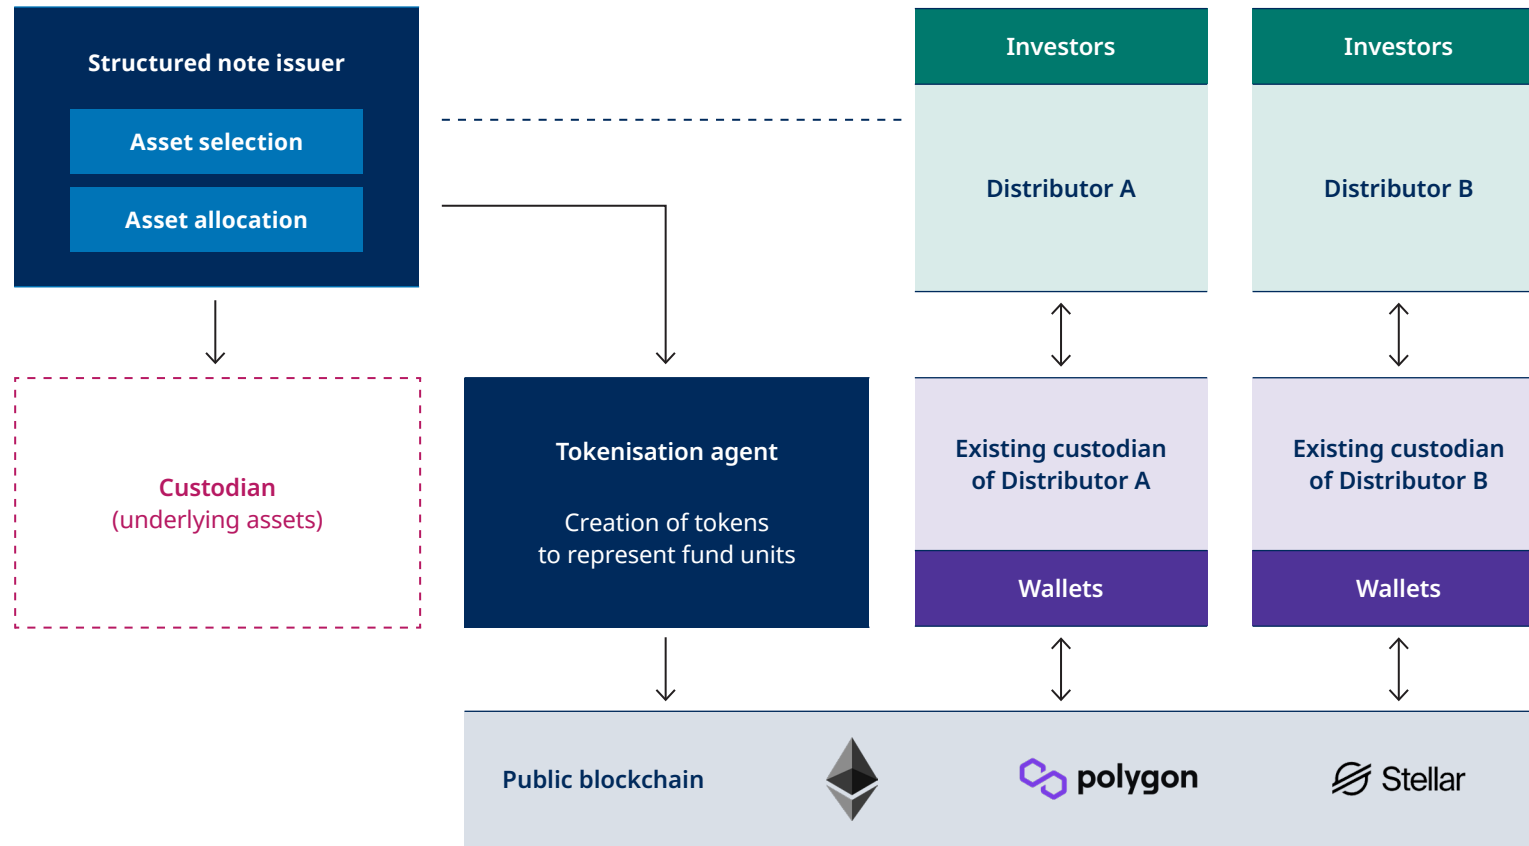 Structured note issuer
Asset selection
Asset allocation
Investors
Distributor A
Investors
Distributor B
Custodian
(underlying assets)
Tokenisation agent
Creation of tokens
to represent fund units
Existing custodian
of Distributor A
Wallets
Existing custodian
of Distributor B
Wallets
Public blockchain
polygon
Stellar